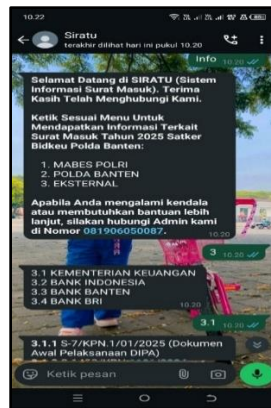 10.22
Siratu
terakhir dilihat hari ini pukul 10.20
Info 10.20
Selamat Datang di SIRATU (Sistem
Informasi Surat Masuk). Terima
Kasih Telah Menghubungi Kami.
Ketik Sesuai Menu Untuk
Mendapatkan Informasi Terkait
Surat Masuk Tahun 2025 Satker
Bidkeu Polda Banten:
1. MABES POLRI
2. POLDA BANTEN
3. EKSTERNAL
Apabila Anda mengalami kendala
atau membutuhkan bantuan lebih
lanjut, silakan hubungi Admin kami
di Nomor 081906050087.
10.20
3 10.20
3.1 KEMENTERIAN KEUANGAN
3.2 BANK INDONESIA
3.3 BANK BANTEN
3.4 BANK BRI
10.20
3.1 10.20
3.1.1 S-7/KPN.1/01/2025 (Dokumen
Awal Pelaksanaan DIPA)
Ketik pesan